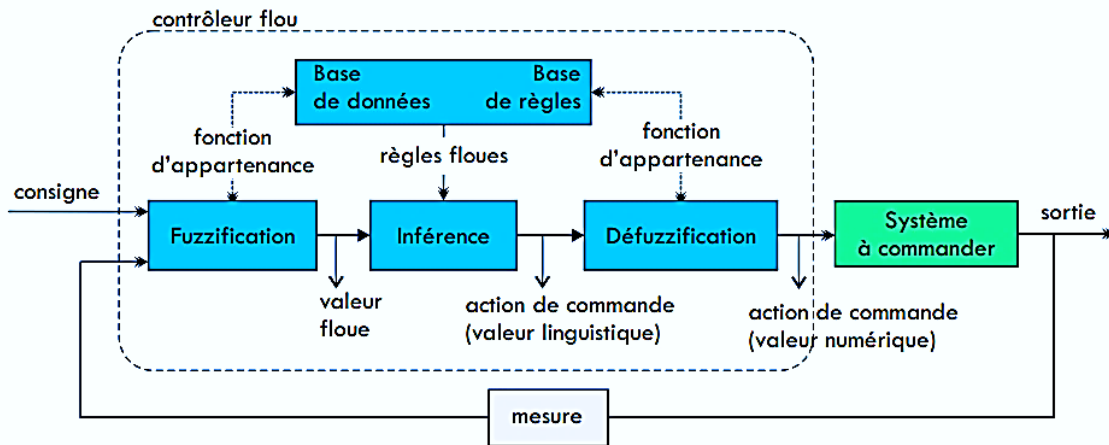 contrôleur flou
Base
de données
Base
de règles
fonction
d'appartenance
règles floues
fonction
d'appartenance
consigne
Fuzzification
Inférence
Défuzzification
Système
à commander
sortie
valeur
floue
action de commande
(valeur linguistique)
action de commande
(valeur numérique)
mesure